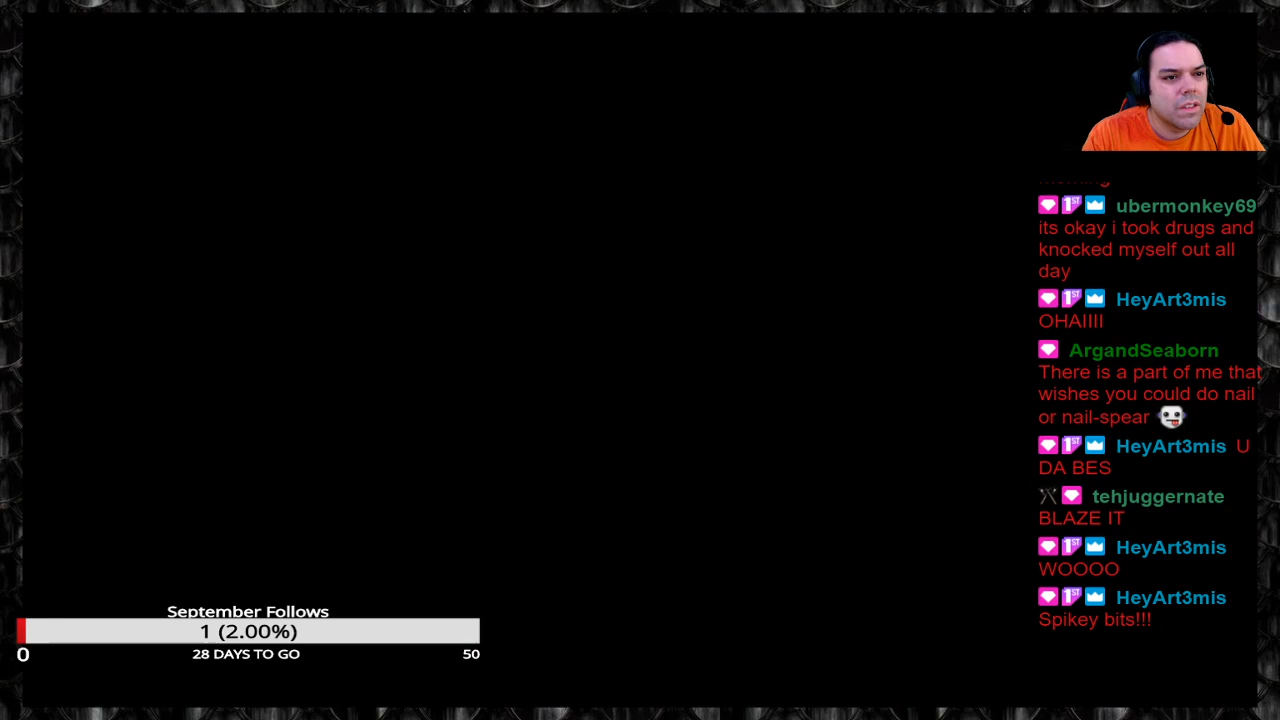 ubermonkey69
its okay i took drugs and
knocked myself out all
day
HeyArt3mis
OHAIIII
ArgandSeaborn
There is a part of me that
wishes you could do nail
or nail-spear
HeyArt3mis U
DA BES
tehjuggernate
BLAZE IT
HeyArt3mis
WOOOO
HeyArt3mis
Spikey bits!!!
September Follows
1 (2.00%)
0 28 DAYS TO GO 50